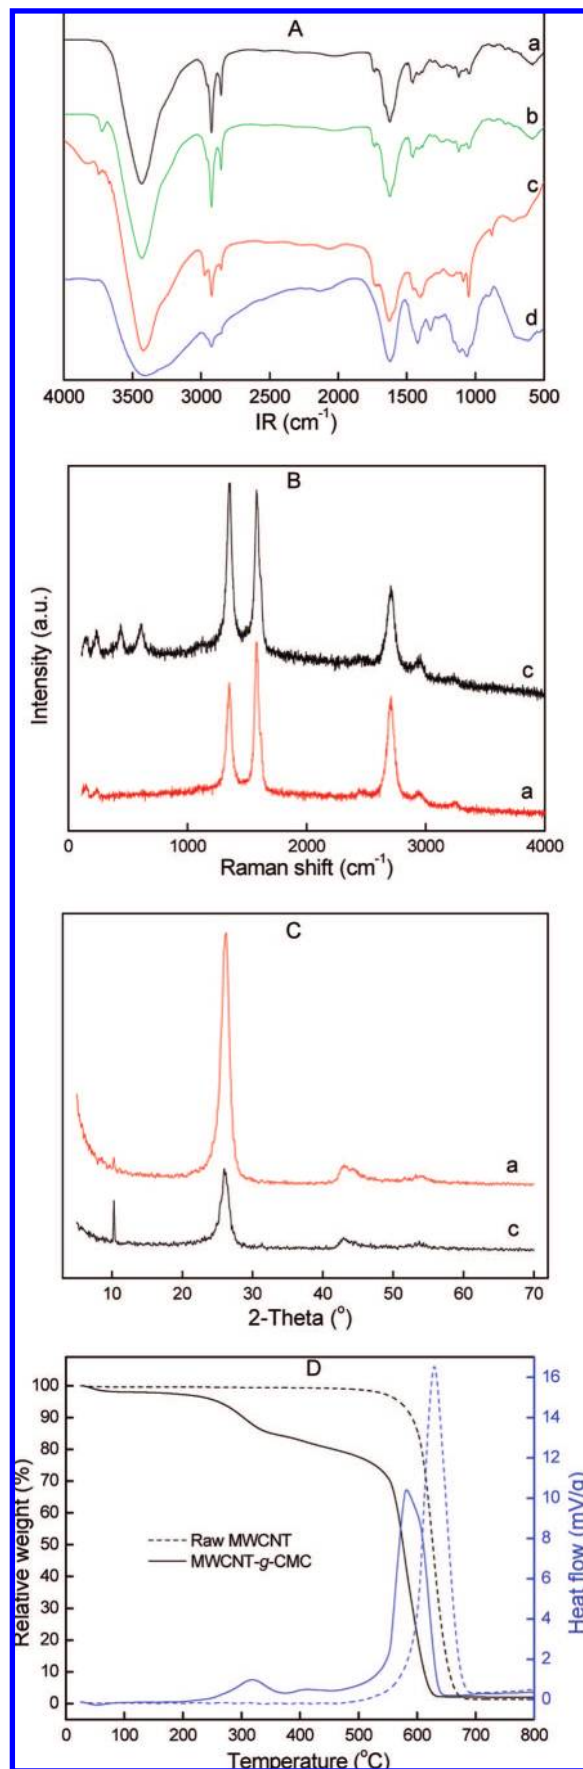 A
a
b
c
d
4000 3500 3000 2500 2000 1500 1000 500
IR (cm-1)
B
Intensity (a.u.)
c
a
0 1000 2000 3000 4000
Raman shift (cm-1)
C
a
c
10 20 30 40 50 60 70
2-Theta (o)
D
Relative weight (%)
100
90
80
70
60
50
40
30
20
10
0
Raw MWCNT
MWCNT-g-CMC
16
14
12
10
8
6
4
2
0
Heat flow (mV/g)
0 100 200 300 400 500 600 700 800
Temperature (oC)